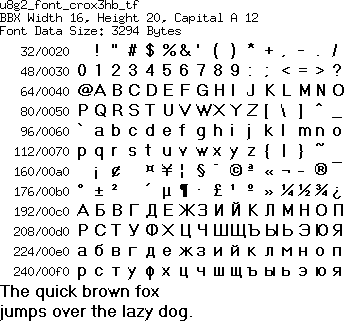 u8g2_font_crox3hb_tf
BBX Width 16, Height 20, Capital A 12
Font Data Size: 3294 Bytes
32/0020 ! " # $ % & ' ( ) * + , - . /
48/0030 0 1 2 3 4 5 6 7 8 9 : ; < = > ?
64/0040 @ A B C D E F G H I J K L M N O
80/0050 P Q R S T U V W X Y Z [ \ ] ^ _
96/0060 ` a b c d e f g h i j k l m n o
112/0070 p q r s t u v w x y z { | } ~
160/00a0 ¡ ¢ ¤ ¥ ¦ § ¨ © ª « ¬ - ®
176/00b0 ° ± ² ´ µ ¶ · £ ¹ º » ¼ ½ ¾ ¿
192/00c0 А Б В Г Д Е Ж З И Й К Л М Н О П
208/00d0 Р С Т У Ф Х Ц Ч Ш Щ Ъ Ы Ь Э Ю Я
224/00e0 а б в г д е ж з и й к л м н о п
240/00f0 р с т у ф х ц ч ш щ ъ ы ь э ю я
The quick brown fox
jumps over the lazy dog.